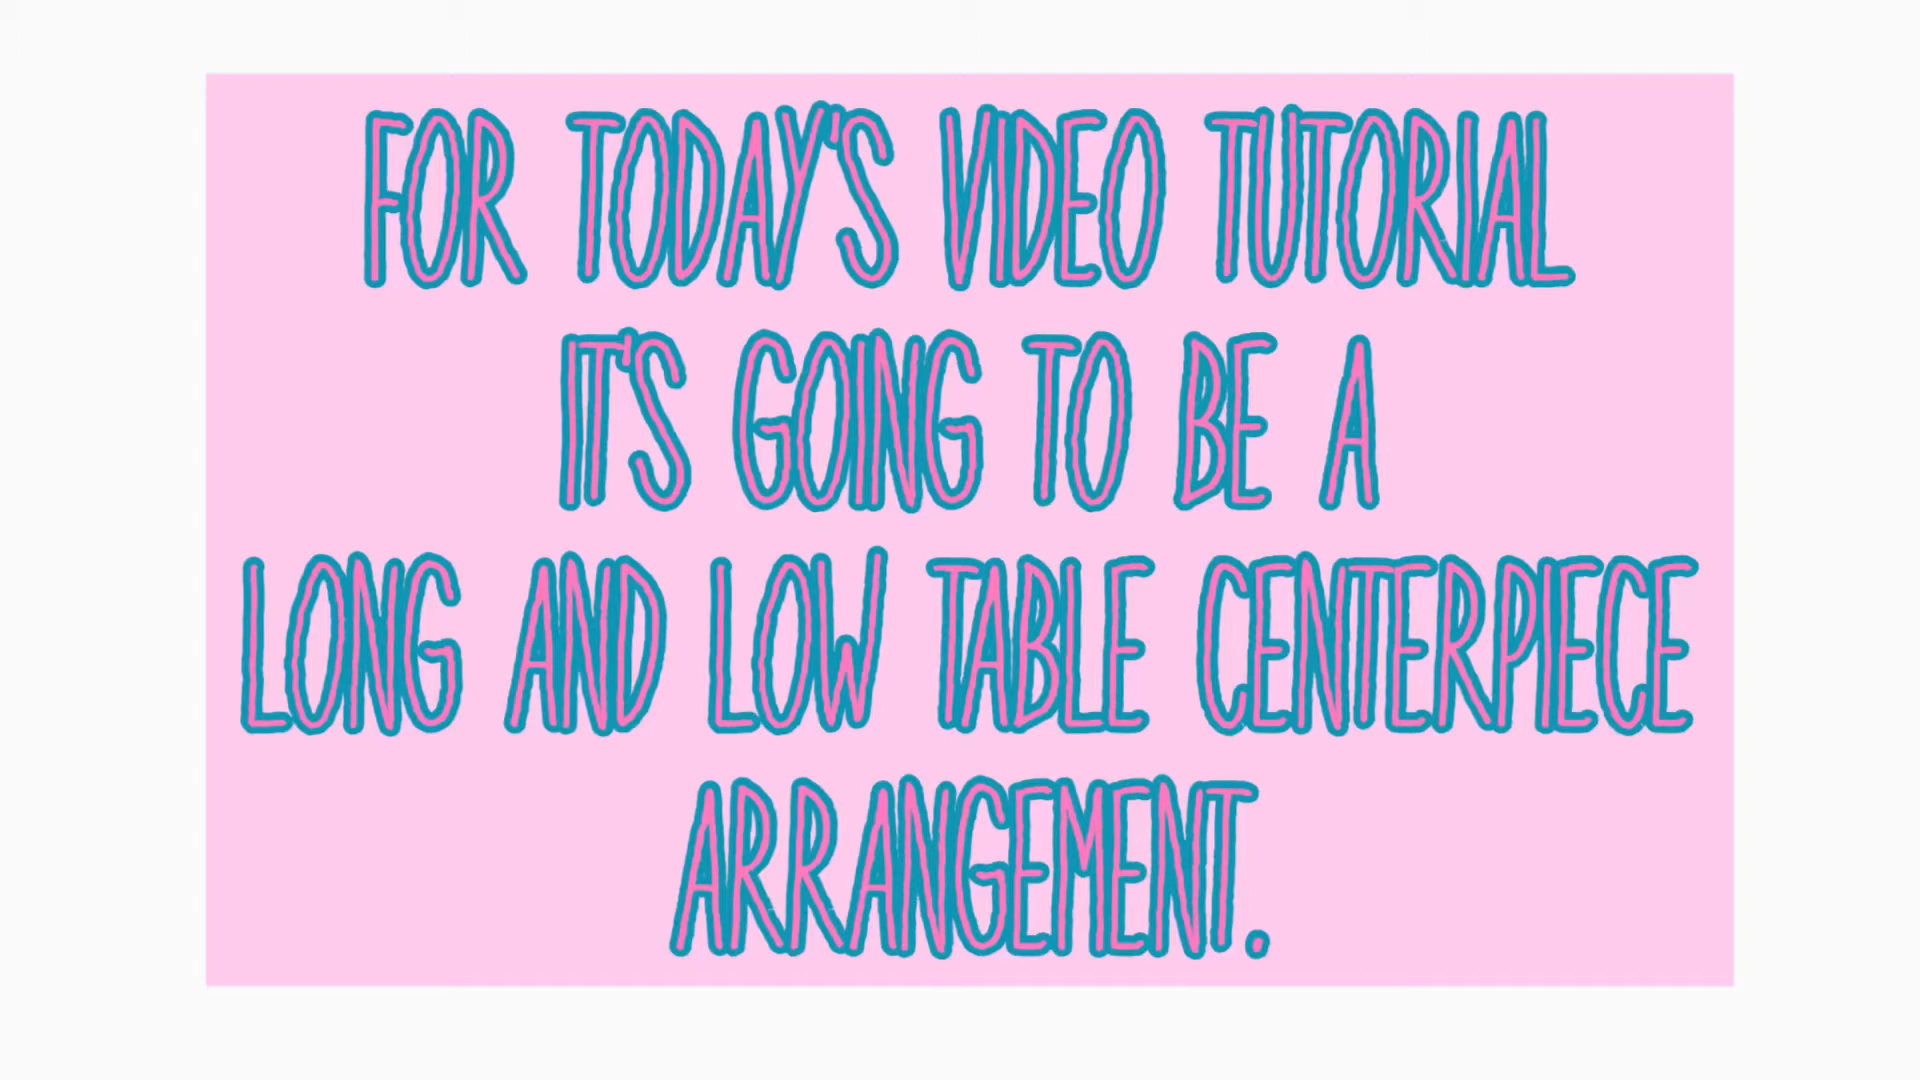 FOR TODAY'S VIDEO TUTORIAL
IT'S GOING TO BE A
LONG AND LOW TABLE CENTERPIECE
ARRANGEMENT.